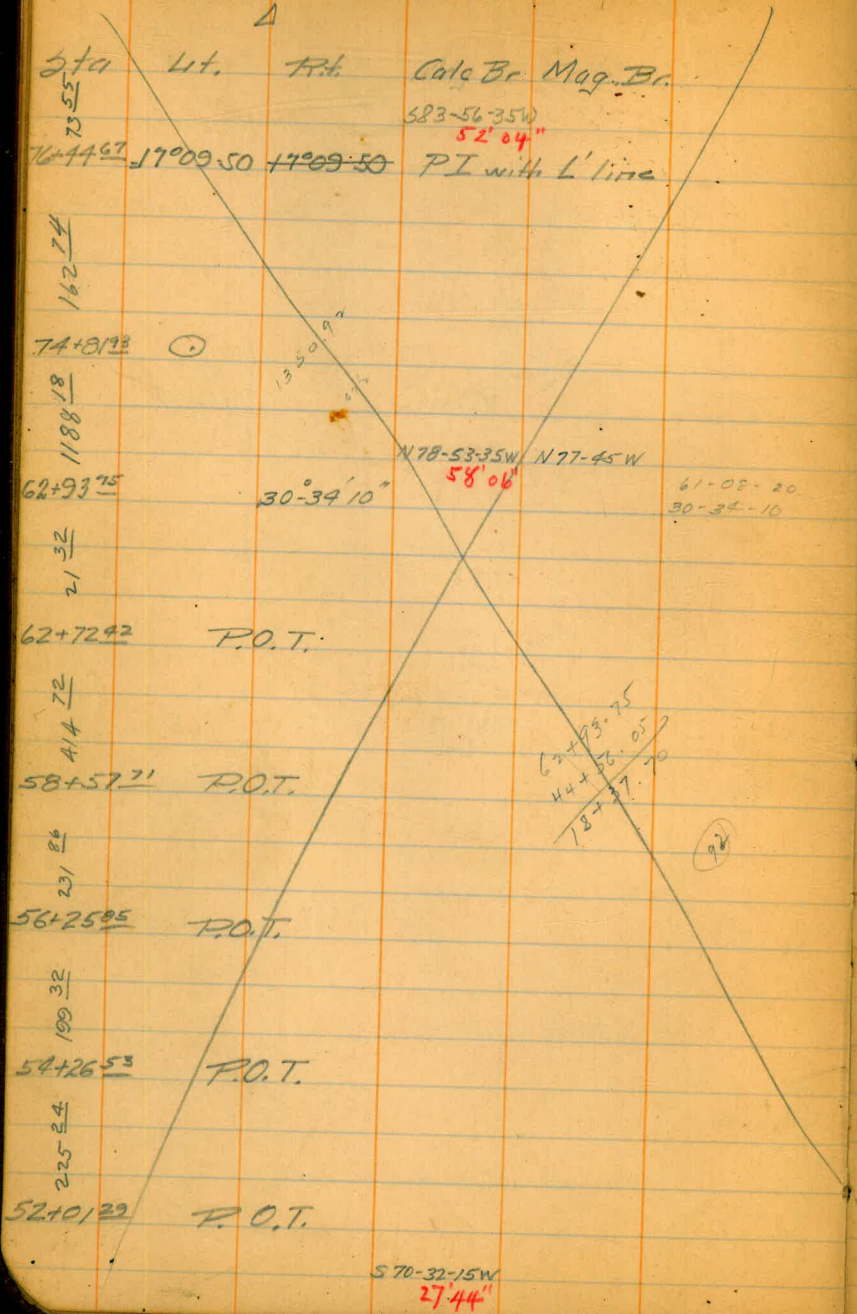 Δ
Sta Lt. Rt. Calc Br Mag. Br.
73 55
S83-56-35W
52' 04"
76+44 67 17°09-50 17°09-50 PI with L' line
162 74
74+81 93 ⊙
1350.92
1188 18
N78-53-35W N77-45W
58' 06"
62+93 75 30°-34' 10"
61-08-20
30-34-10
21 32
62+72 42 P.O.T.
414 72
62+93.75
44+56.05
18+37.70
58+57 71 P.O.T.
92
231 86
56+25 85 P.O.T.
199 32
54+26 53 P.O.T.
225 24
52+01 29 P.O.T.
S70-32-15W
27' 44"